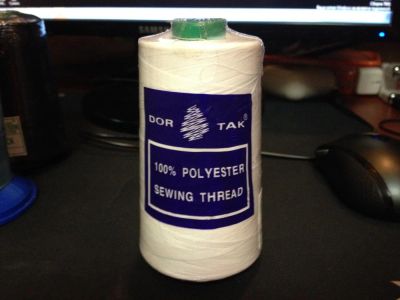 DOR TAK®
100% POLYESTER
SEWING THREAD